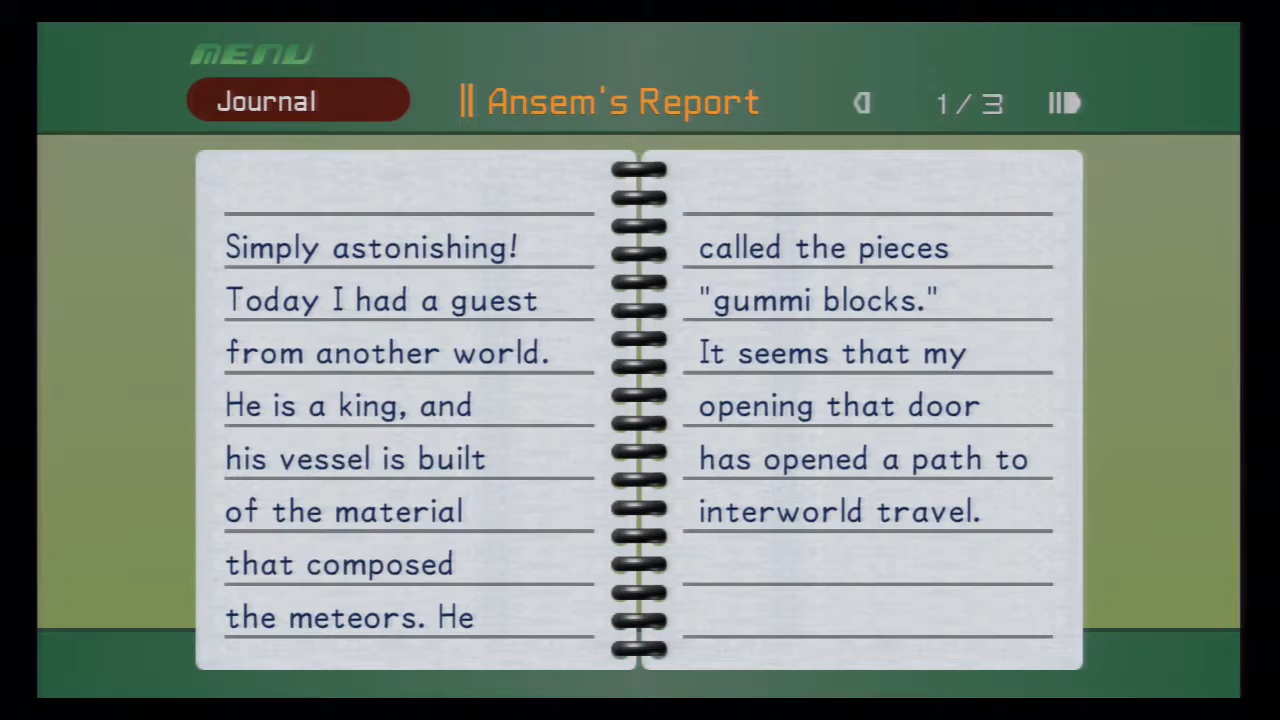 MENU
Journal
Ansem's Report
1/3
Simply astonishing!
Today I had a guest
from another world.
He is a king, and
his vessel is built
of the material
that composed
the meteors. He
called the pieces
"gummi blocks."
It seems that my
opening that door
has opened a path to
interworld travel.